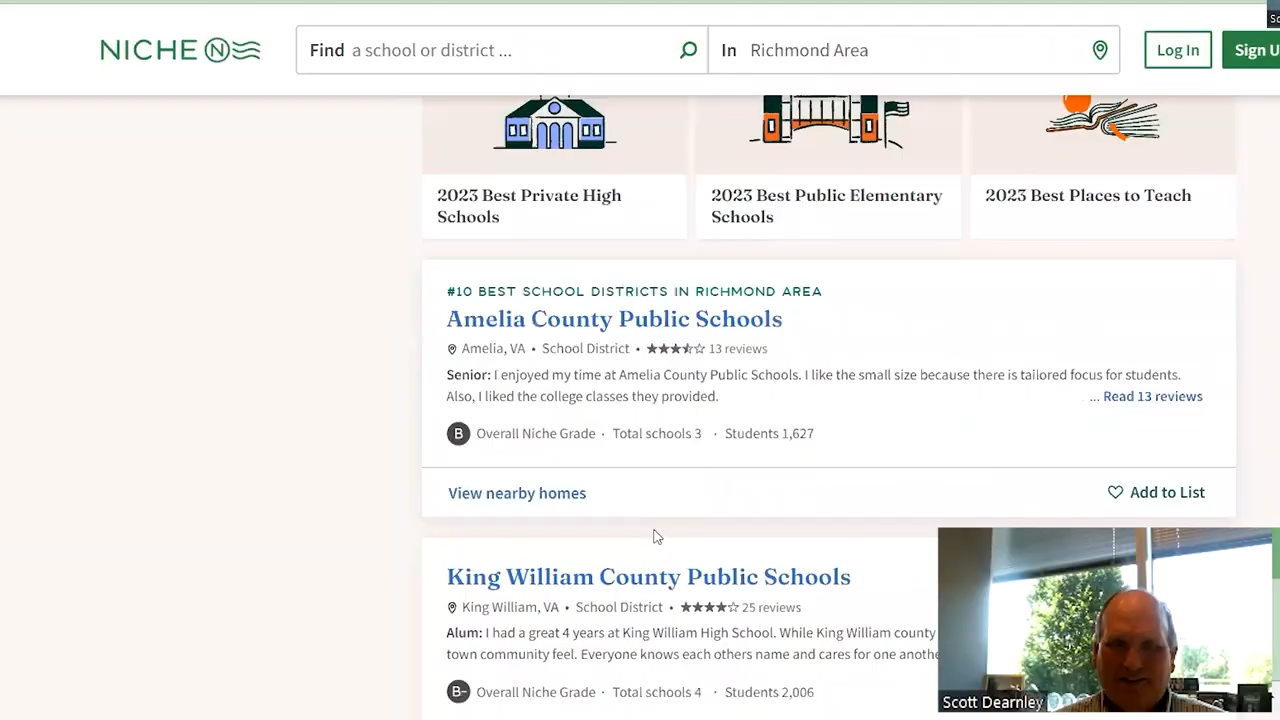 Sc
NICHE
Find a school or district ...
In Richmond Area
Log In
Sign U
2023 Best Private High
Schools
2023 Best Public Elementary
Schools
2023 Best Places to Teach
#10 BEST SCHOOL DISTRICTS IN RICHMOND AREA
Amelia County Public Schools
Amelia, VA • School District • 13 reviews
Senior: I enjoyed my time at Amelia County Public Schools. I like the small size because there is tailored focus for students.
Also, I liked the college classes they provided. ... Read 13 reviews
B Overall Niche Grade · Total schools 3 · Students 1,627
View nearby homes
Add to List
King William County Public Schools
King William, VA • School District • 25 reviews
Alum: I had a great 4 years at King William High School. While King William county
town community feel. Everyone knows each others name and cares for one anothe
B- Overall Niche Grade · Total schools 4 · Students 2,006
Scott Dearnley